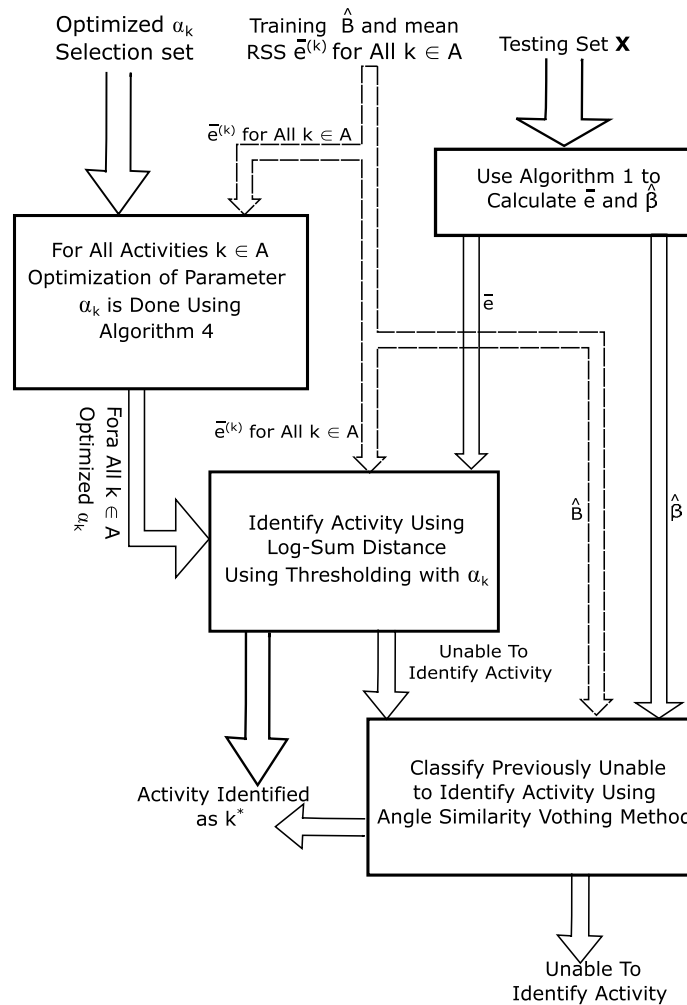 Optimized αₖ
Selection set
Training B̂ and mean
RSS e̅⁽ᵏ⁾ for All k ∈ A
Testing Set X
e̅⁽ᵏ⁾ for All k ∈ A
Use Algorithm 1 to
Calculate e̅ and β̂
For All Activities k ∈ A
Optimization of Parameter
αₖ is Done Using
Algorithm 4
e̅
Fora All k ∈ A
Optimized αₖ
e̅⁽ᵏ⁾ for All k ∈ A
B̂
β̂
Identify Activity Using
Log-Sum Distance
Using Thresholding with αₖ
Unable To
Identify Activity
Classify Previously Unable
to Identify Activity Using
Angle Similarity Vothing Method
Activity Identified
as k*
Unable To
Identify Activity